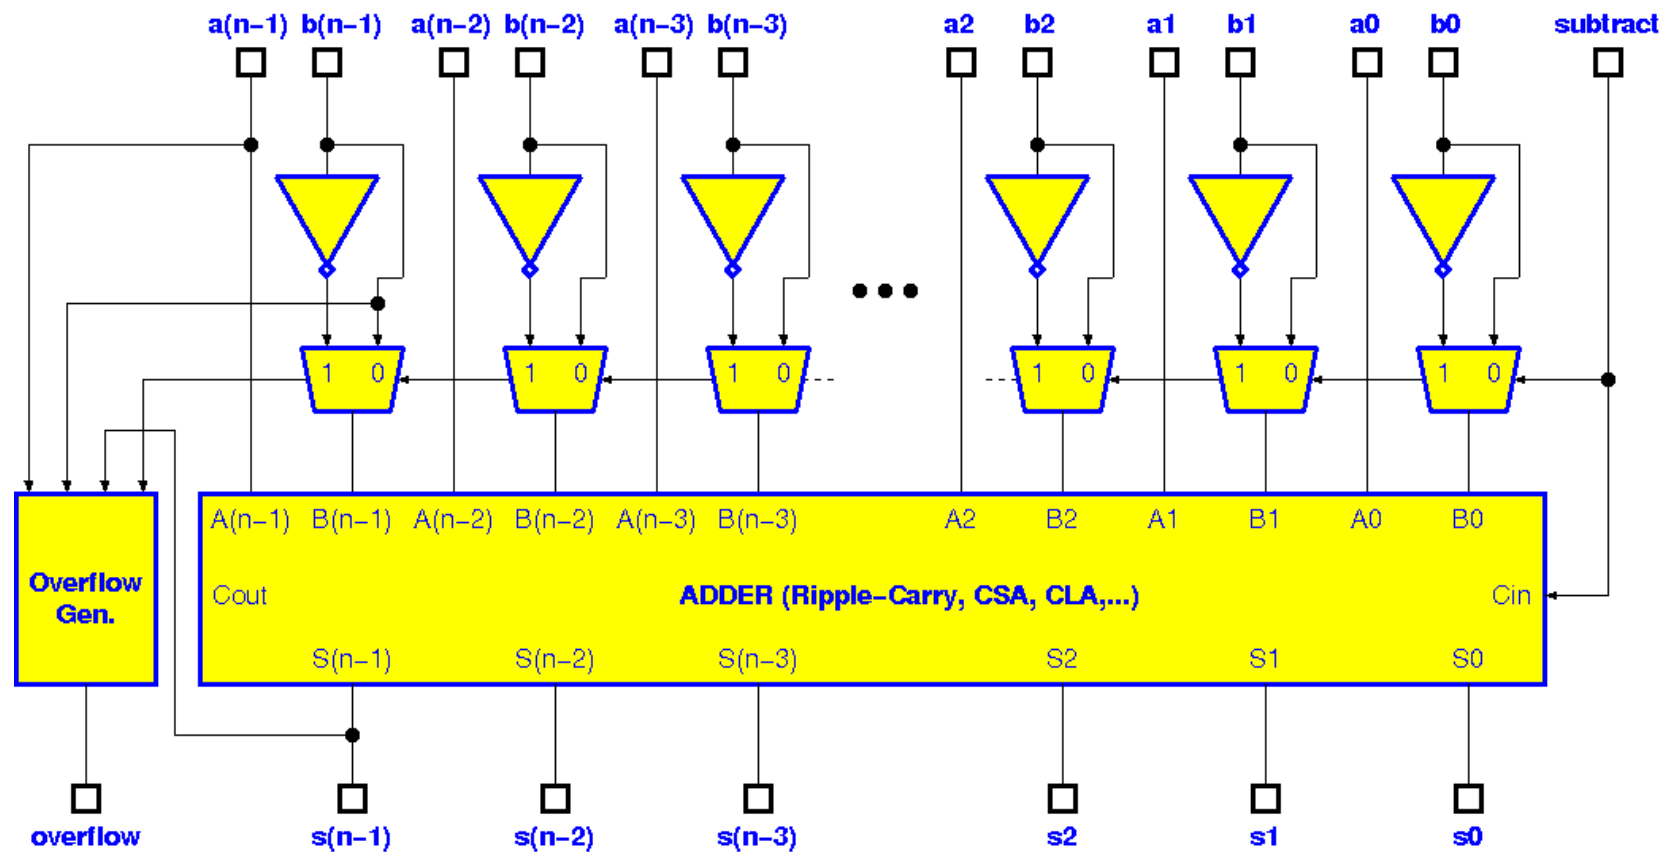 a(n−1) b(n−1) a(n−2) b(n−2) a(n−3) b(n−3) a2 b2 a1 b1 a0 b0 subtract
1 0 1 0 1 0 1 0 1 0 1 0
A(n−1) B(n−1) A(n−2) B(n−2) A(n−3) B(n−3) A2 B2 A1 B1 A0 B0
Overflow
Gen.
Cout ADDER (Ripple−Carry, CSA, CLA,...) Cin
S(n−1) S(n−2) S(n−3) S2 S1 S0
overflow s(n−1) s(n−2) s(n−3) s2 s1 s0